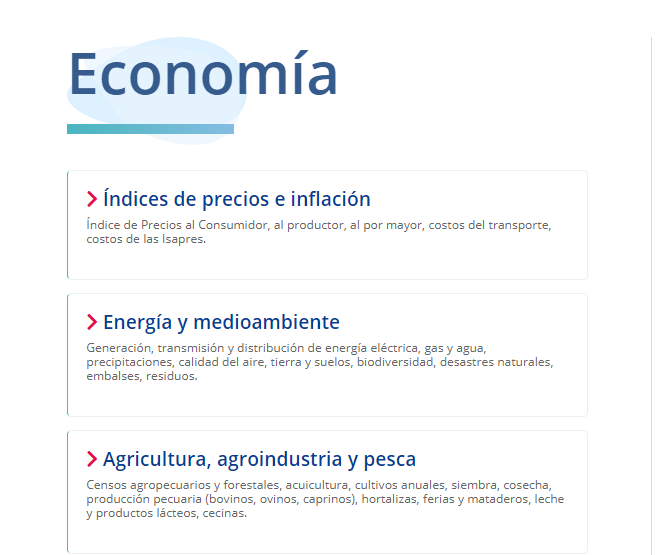 Economía
Índices de precios e inflación
Índice de Precios al Consumidor, al productor, al por mayor, costos del transporte,
costos de las Isapres.
Energía y medioambiente
Generación, transmisión y distribución de energía eléctrica, gas y agua,
precipitaciones, calidad del aire, tierra y suelos, biodiversidad, desastres naturales,
embalses, residuos.
Agricultura, agroindustria y pesca
Censos agropecuarios y forestales, acuicultura, cultivos anuales, siembra, cosecha,
producción pecuaria (bovinos, ovinos, caprinos), hortalizas, ferias y mataderos, leche
y productos lácteos, cecinas.